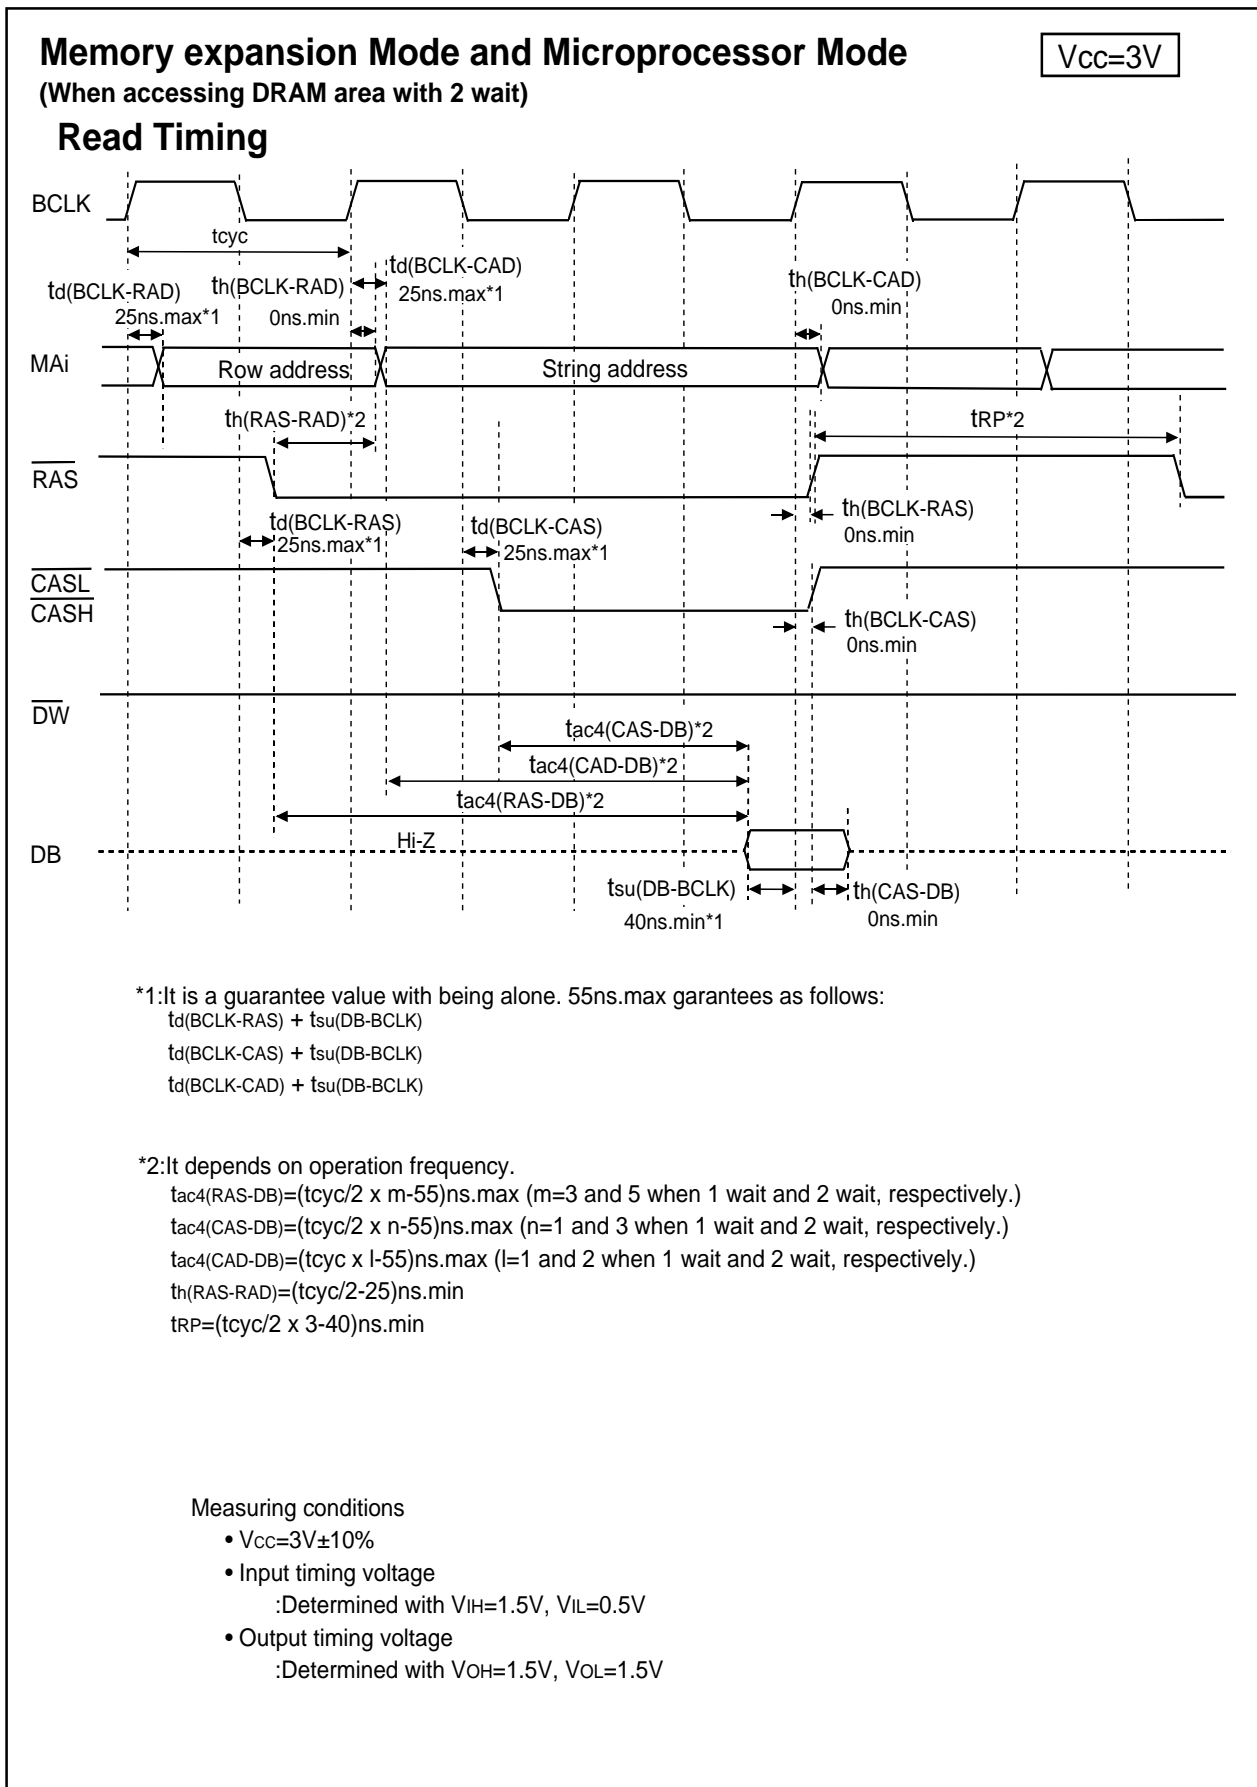 Memory expansion Mode and Microprocessor Mode
Vcc=3V
(When accessing DRAM area with 2 wait)
Read Timing
BCLK
tcyc
td(BCLK-RAD)
25ns.max*1
th(BCLK-RAD)
0ns.min
td(BCLK-CAD)
25ns.max*1
th(BCLK-CAD)
0ns.min
MAi
Row address
String address
th(RAS-RAD)*2
tRP*2
RAS
td(BCLK-RAS)
25ns.max*1
td(BCLK-CAS)
25ns.max*1
th(BCLK-RAS)
0ns.min
CASL
CASH
th(BCLK-CAS)
0ns.min
DW
tac4(CAS-DB)*2
tac4(CAD-DB)*2
tac4(RAS-DB)*2
Hi-Z
DB
tsu(DB-BCLK)
40ns.min*1
th(CAS-DB)
0ns.min
*1:It is a guarantee value with being alone. 55ns.max garantees as follows:
td(BCLK-RAS) + tsu(DB-BCLK)
td(BCLK-CAS) + tsu(DB-BCLK)
td(BCLK-CAD) + tsu(DB-BCLK)
*2:It depends on operation frequency.
tac4(RAS-DB)=(tcyc/2 x m-55)ns.max (m=3 and 5 when 1 wait and 2 wait, respectively.)
tac4(CAS-DB)=(tcyc/2 x n-55)ns.max (n=1 and 3 when 1 wait and 2 wait, respectively.)
tac4(CAD-DB)=(tcyc x l-55)ns.max (l=1 and 2 when 1 wait and 2 wait, respectively.)
th(RAS-RAD)=(tcyc/2-25)ns.min
tRP=(tcyc/2 x 3-40)ns.min
Measuring conditions
• VCC=3V±10%
• Input timing voltage
:Determined with VIH=1.5V, VIL=0.5V
• Output timing voltage
:Determined with VOH=1.5V, VOL=1.5V